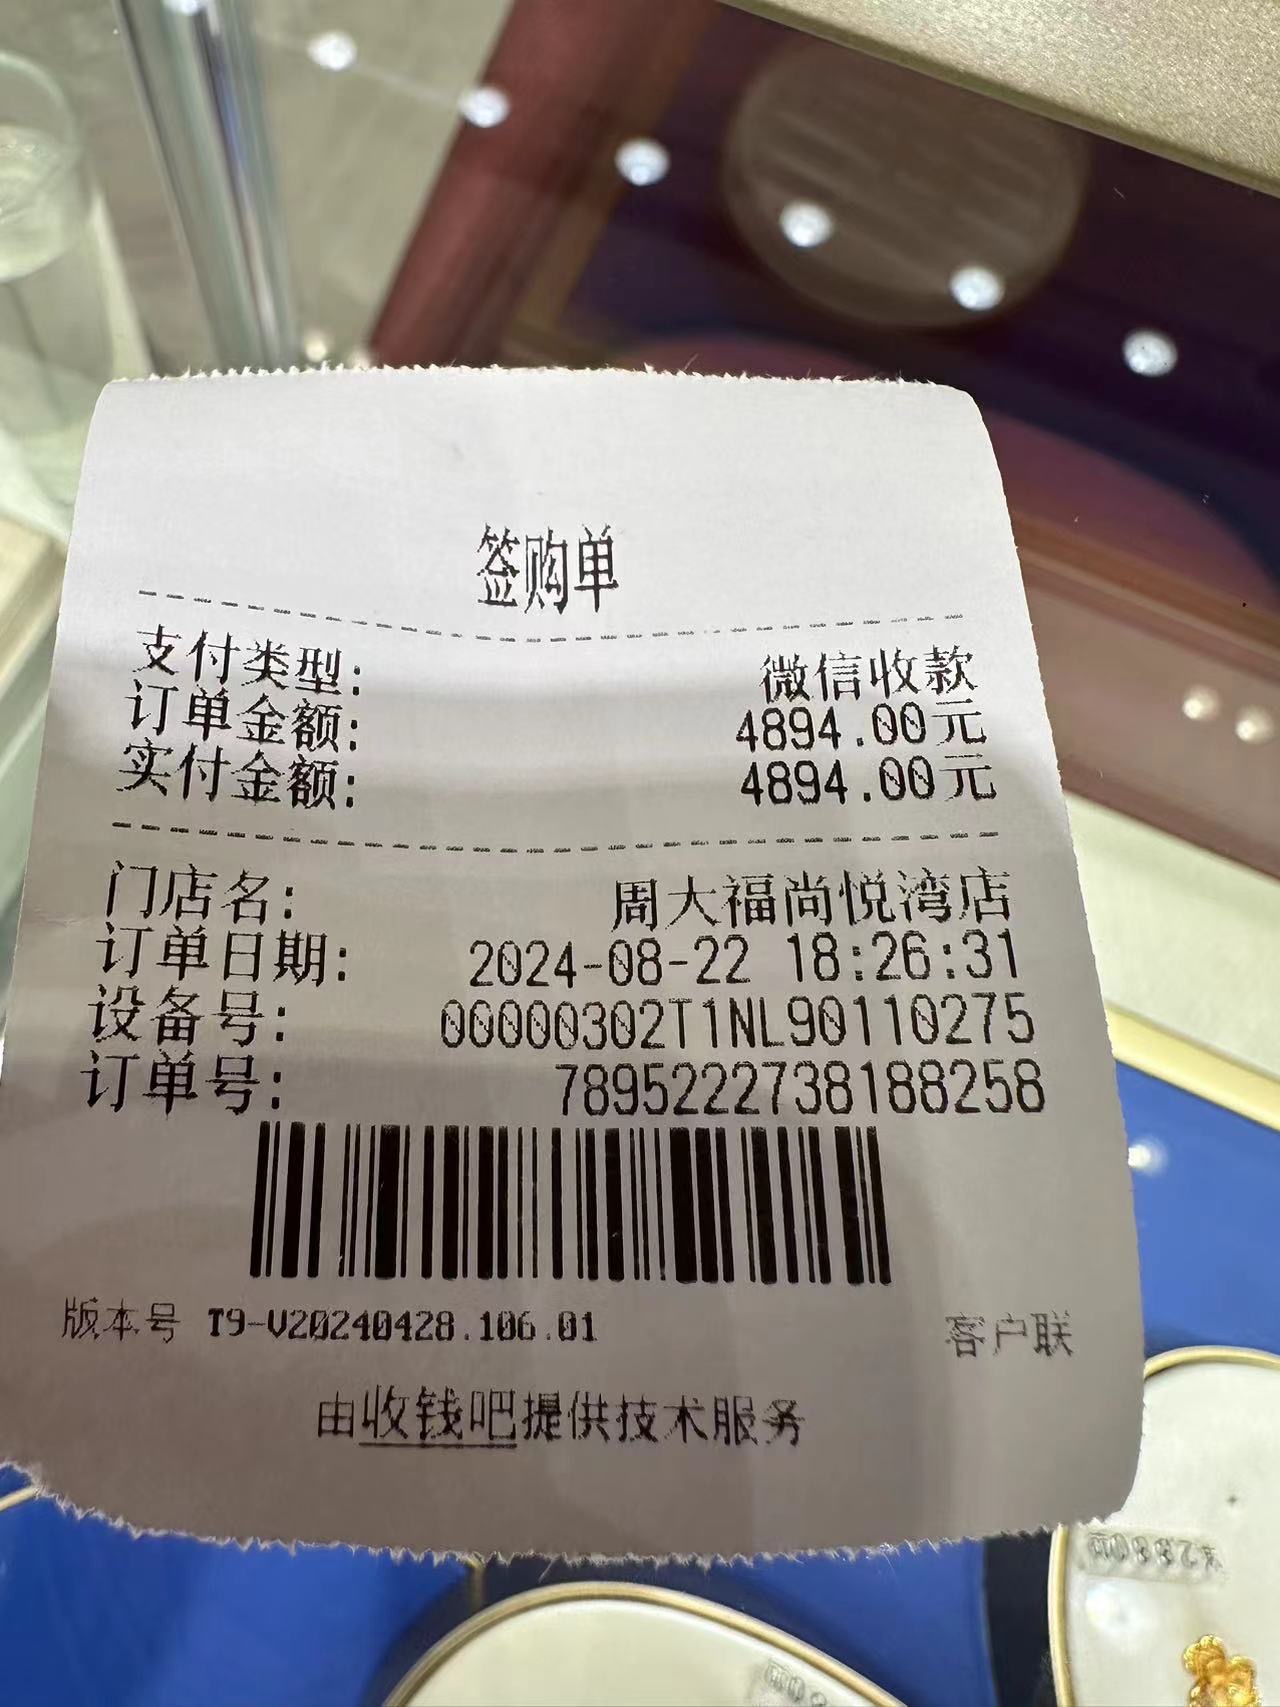 签购单
支付类型: 微信收款
订单金额: 4894.00元
实付金额: 4894.00元
门店名: 周大福尚悦湾店
订单日期: 2024-08-22 18:26:31
设备号: 00000302T1NL90110275
订单号: 7895222738188258
版本号 T9-V20240428.106.01 客户联
由收钱吧提供技术服务